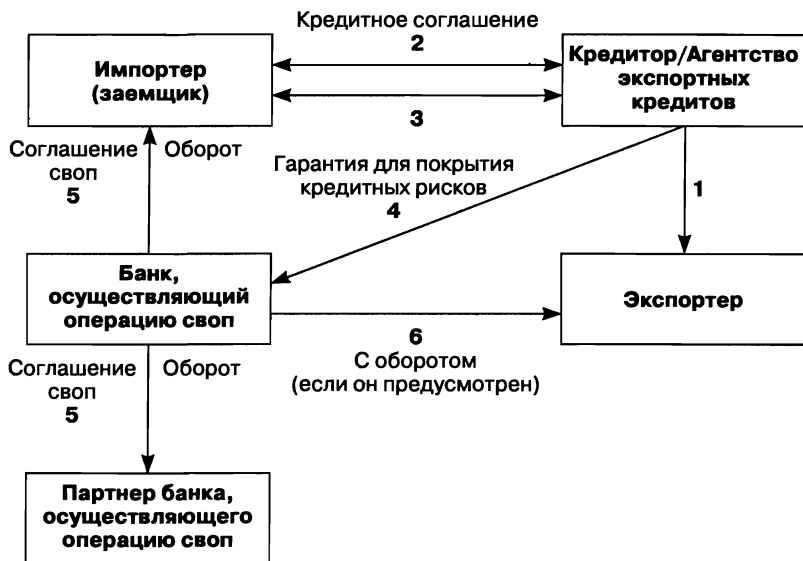 Кредитное соглашение
2
Импортер
(заемщик)
Кредитор/Агентство
экспортных
кредитов
3
Соглашение
своп
5
Оборот
Гарантия для покрытия
кредитных рисков
4
1
Банк,
осуществляющий
операцию своп
Экспортер
6
С оборотом
(если он предусмотрен)
Соглашение
своп
5
Оборот
Партнер банка,
осуществляющего
операцию своп